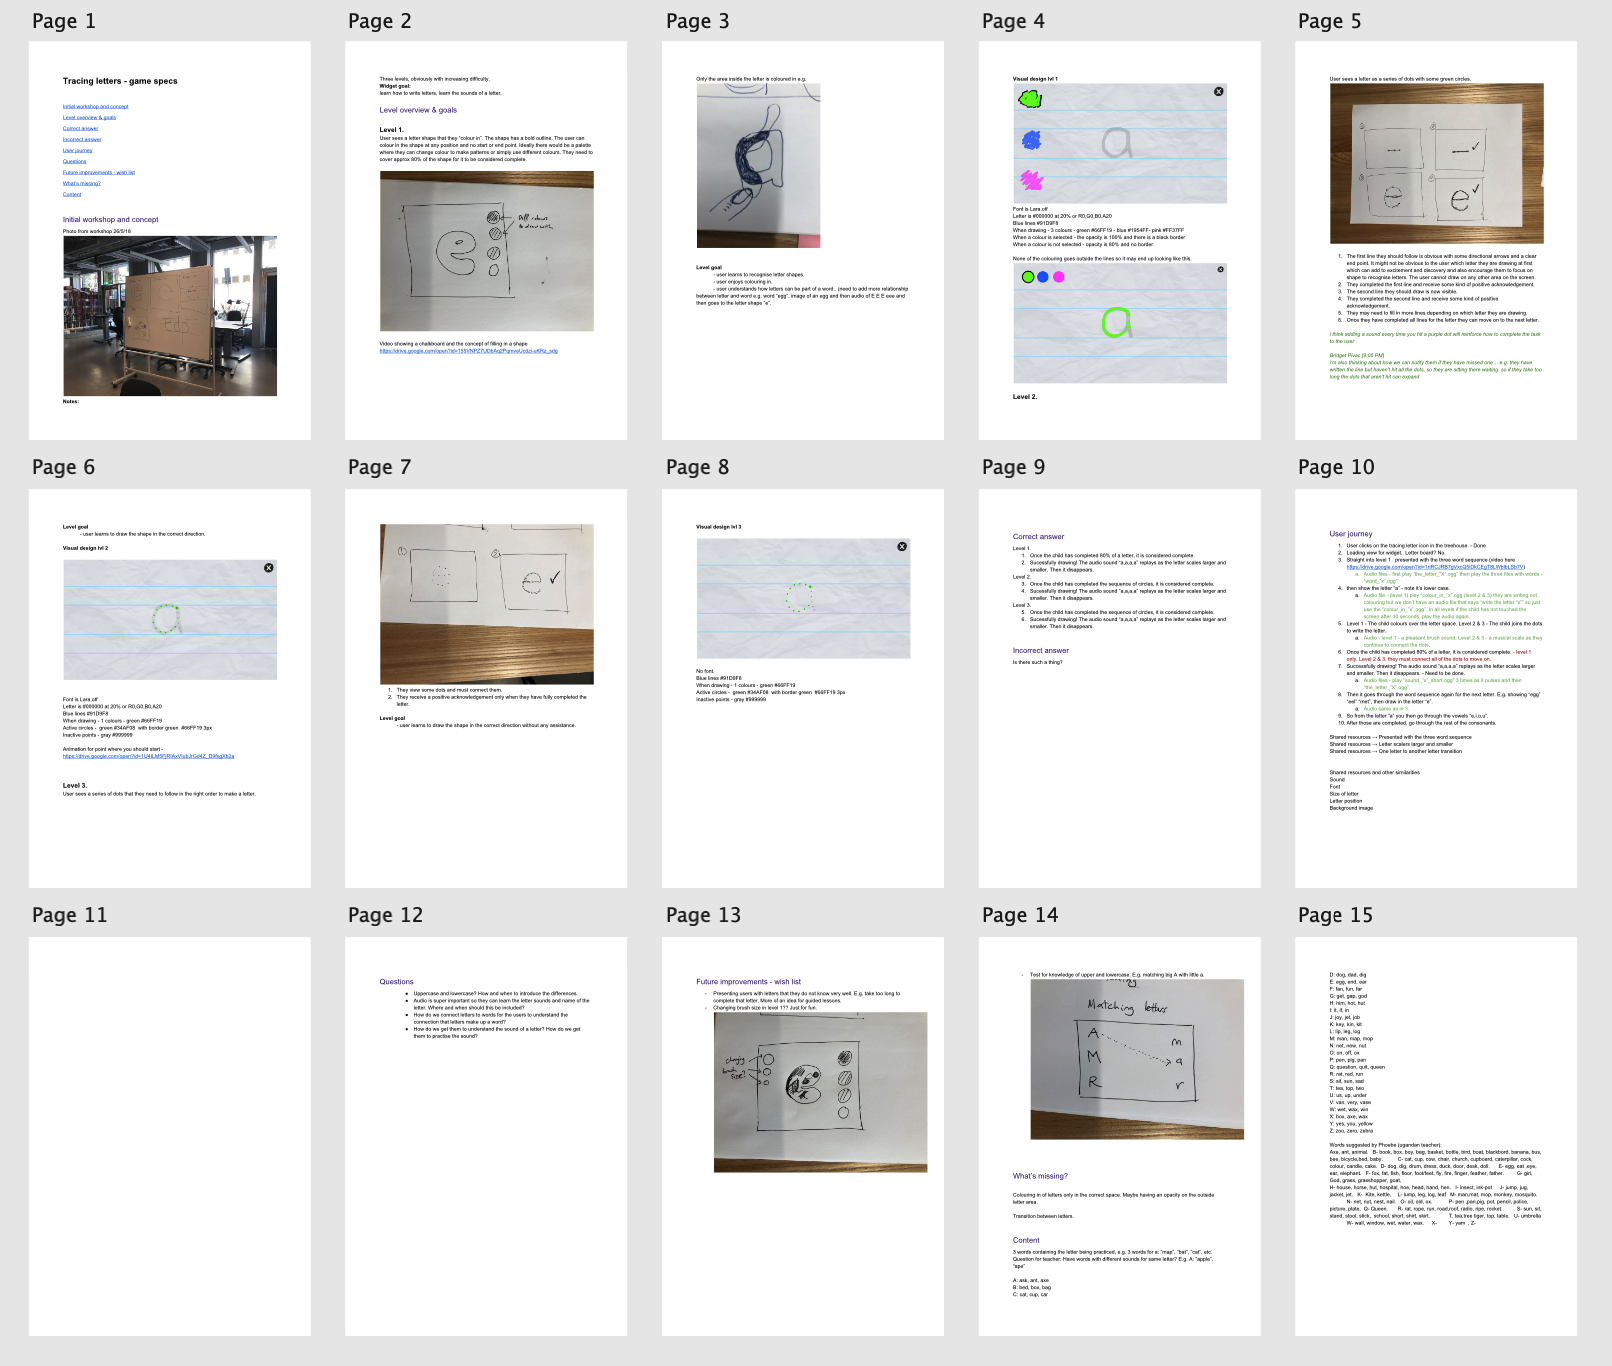 Page 1
Tracing letters - game specs
Initial workshop and concept
Level overview & goals
Correct answer
Incorrect answer
User journey
Questions
Future improvements - wish list
What's missing?
Content
Initial workshop and concept
Photo from workshop 26/5/18
Notes:
Page 2
Three levels, obviously with increasing difficulty.
Widget goal:
learn how to write letters, learn the sounds of a letter.
Level overview & goals
Level 1.
User sees a letter shape that they "colour in". The shape has a bold outline. The user can
colour in the shape at any position and no start or end point. Ideally there would be a palette
where they can change colour to make patterns or simply use different colours. They need to
cover approx 80% of the shape for it to be considered complete.
Diff colours
to draw with
e
Video showing a chalkboard and the concept of filling in a shape
Page 3
Only the area inside the letter is coloured in e.g.
a
Level goal
- user learns to recognise letter shapes.
- user enjoys colouring in.
- user understands how letters can be part of a word.. (need to add more relationship
between letter and word e.g. word "egg", image of an egg and then audio of E E E eee and
then goes to the letter shape "e".
Page 4
Visual design lvl 1
a
Font is Lara.otf
Letter is #000000 at 20% or R0,G0,B0,A20
Blue lines #91D9F8
When drawing - 3 colours - green #66FF19 - blue #1954FF- pink #FF37FF
When a colour is selected - the opacity is 100% and there is a black border
When a colour is not selected - opacity is 80% and no border
None of the colouring goes outside the lines so it may end up looking like this.
a
Level 2.
Page 5
User sees a letter as a series of dots with some green circles.
① ②
③ e ④ e
1. The first line they should follow is obvious with some directional arrows and a clear
end point. It might not be obvious to the user which letter they are drawing at first
which can add to excitement and discovery and also encourage them to focus on
shape to recognise letters. The user cannot draw on any other area on the screen.
2. They completed the first line and receive some kind of positive acknowledgement.
3. The second line they should draw is now visible.
4. They completed the second line and receive some kind of positive
acknowledgement.
5. They may need to fill in more lines depending on which letter they are drawing.
6. Once they have completed all lines for the letter they can move on to the next letter.
I think adding a sound every time you hit a purple dot will reinforce how to complete the task
to the user
Bridget Pivac [9:05 PM]
I'm also thinking about how we can notify them if they have missed one... e.g. they have
written the line but haven't hit all the dots, so they are sitting there waiting. so if they take too
long the dots that aren't hit can expand
Page 6
Level goal
- user learns to draw the shape in the correct direction.
Visual design lvl 2
a
Font is Lara.otf
Letter is #000000 at 20% or R0,G0,B0,A20
Blue lines #91D9F8
When drawing - 1 colours - green #66FF19
Active circles - green #34AF08 with border green #66FF19 3px
Inactive points - gray #999999
Animation for point where you should start -
Level 3.
User sees a series of dots that they need to follow in the right order to make a letter.
Page 7
① ② e
1. They view some dots and must connect them.
2. They receive a positive acknowledgement only when they have fully completed the
letter.
Level goal
- user learns to draw the shape in the correct direction without any assistance.
Page 8
Visual design lvl 3
No font.
Blue lines #91D9F8
When drawing - 1 colours - green #66FF19
Active circles - green #34AF08 with border green #66FF19 3px
Inactive points - gray #999999
Page 9
Correct answer
Level 1.
1. Once the child has completed 80% of a letter, it is considered complete.
2. Sucessfully drawing! The audio sound "a,a,a,a" replays as the letter scales larger and
smaller. Then it disappears.
Level 2.
3. Once the child has completed the sequence of circles, it is considered complete.
4. Sucessfully drawing! The audio sound "a,a,a,a" replays as the letter scales larger and
smaller. Then it disappears.
Level 3.
5. Once the child has completed the sequence of circles, it is considered complete.
6. Sucessfully drawing! The audio sound "a,a,a,a" replays as the letter scales larger and
smaller. Then it disappears.
Incorrect answer
Is there such a thing?
Page 10
User journey
1. User clicks on the tracing letter icon in the treehouse. - Done
2. Loading view for widget.. Letter board? No.
3. Straight into level 1 : presented with the three word sequence (video here
a. Audio files - first play "the_letter_"X".ogg" then play the three files with words -
"word_"x".ogg"
4. then show the letter "a" - note it's lower case.
a. Audio file - (level 1) play "colour_in_"x".ogg (level 2 & 3) they are writing not
colouring but we don't have an audio file that says "write the letter "x"" so just
use the "colour_in_"x".ogg". In all levels if the child has not touched the
screen after 10 seconds, play the audio again.
5. Level 1 - The child colours over the letter space. Level 2 & 3 - The child joins the dots
to write the letter.
a. Audio - level 1 - a pleasant brush sound. Level 2 & 3 - a musical scale as they
continue to connect the dots.
6. Once the child has completed 80% of a letter, it is considered complete. - level 1
only. Level 2 & 3, they must connect all of the dots to move on.
7. Successfully drawing! The audio sound "a,a,a,a" replays as the letter scales larger
and smaller. Then it disappears. - Need to be done.
a. Audio files - play "sound_"x"_short.ogg" 3 times as it pulses and then
"the_letter_"X".ogg".
8. Then it goes through the word sequence again for the next letter. E.g. showing "egg"
"eel" "met", then draw in the letter "e".
a. Audio same as in 3.
9. So from the letter "a" you then go through the vowels "e,i,o,u".
10. After those are completed, go through the rest of the consonants.
Shared resources → Presented with the three word sequence
Shared resources → Letter scalers larger and smaller
Shared resources → One letter to another letter transition
Shared resources and other similarities
Sound
Font
Size of letter
Letter position
Background image
Page 11
Page 12
Questions
● Uppercase and lowercase? How and when to introduce the differences.
● Audio is super important so they can learn the letter sounds and name of the
letter. Where and when should this be included?
● How do we connect letters to words for the users to understand the
connection that letters make up a word?
● How do we get them to understand the sound of a letter? How do we get
them to practise the sound?
Page 13
Future improvements - wish list
- Presenting users with letters that they do not know very well. E.g. take too long to
complete that letter. More of an idea for guided lessons.
- Changing brush size in level 1?? Just for fun.
changing
brush
size?
Page 14
- Test for knowledge of upper and lowercase. E.g. matching big A with little a.
Matching letters
A m
M a
R r
What's missing?
Colouring in of letters only in the correct space. Maybe having an opacity on the outside
letter area.
Transition between letters.
Content
3 words containing the letter being practiced, e.g. 3 words for a: "map", "bat", "cat", etc.
Question for teacher: Have words with different sounds for same letter? E.g. A: "apple",
"ape"
A: ask, ant, axe
B: bed, box, bag
C: cat, cup, car
Page 15
D: dog, dad, dig
E: egg, end, ear
F: fan, fun, far
G: get, gap, god
H: him, hot, hut
I: it, if, in
J: joy, jet, job
K: key, kin, kit
L: lip, leg, log
M: man, map, mop
N: net, new, nut
O: on, off, ox
P: pen, pig, pan
Q: question, quit, queen
R: rat, red, run
S: sit, sun, sad
T: tea, top, two
U: us, up, under
V: van, very, vase
W: wet, wax, win
X: box, axe, wax
Y: yes, you, yellow
Z: zoo, zero, zebra
Words suggested by Phoebe (ugandan teacher):
Axe, ant, animal. B- book, box, boy, bag, basket, bottle, bird, boat, blackbord, banana, bus,
bee, bicycle,bed, baby. C- cat, cup, cow, chair, church, cupboard, caterpillar, cock,
colour, candle, cake. D- dog, dig, drum, dress, duck, door, desk, doll. E- egg, eat ,eye,
ear, elephant. F- fox, fat, fish, floor, foot/feet, fly, fire, finger, feather, father. G- girl,
God, grass, grasshopper, goat,
H- house, horse, hut, hospital, hoe, head, hand, hen. I- insect, ink-pot J- jump, jug,
jacket, jet, K- Kite, kettle, L- lump, leg, log, leaf M- man,mat, mop, monkey, mosquito.
N- net, nut, nest, nail. O- oil, old, ox. P- pen ,pan,pig, pot, pencil, police,
picture, plate, Q- Queen. R- rat, rope, run, road,roof, radio, ripe, rocket. S- sun, sit,
stand, stool, stick, school, short, shirt, skirt. T. tea,tree tiger, top, table. U- umbrella
W- wall, window, wet, water, wax. X- Y- yam , Z-